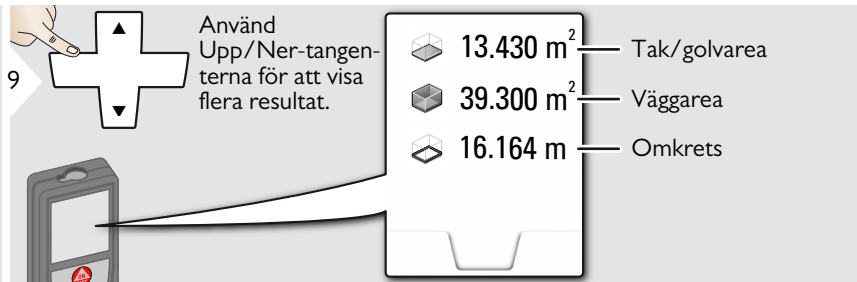 9
Använd
Upp/Ner-tangen-
terna för att visa
flera resultat.
13.430 m² Tak/golvarea
39.300 m² Väggarea
16.164 m Omkrets
ON